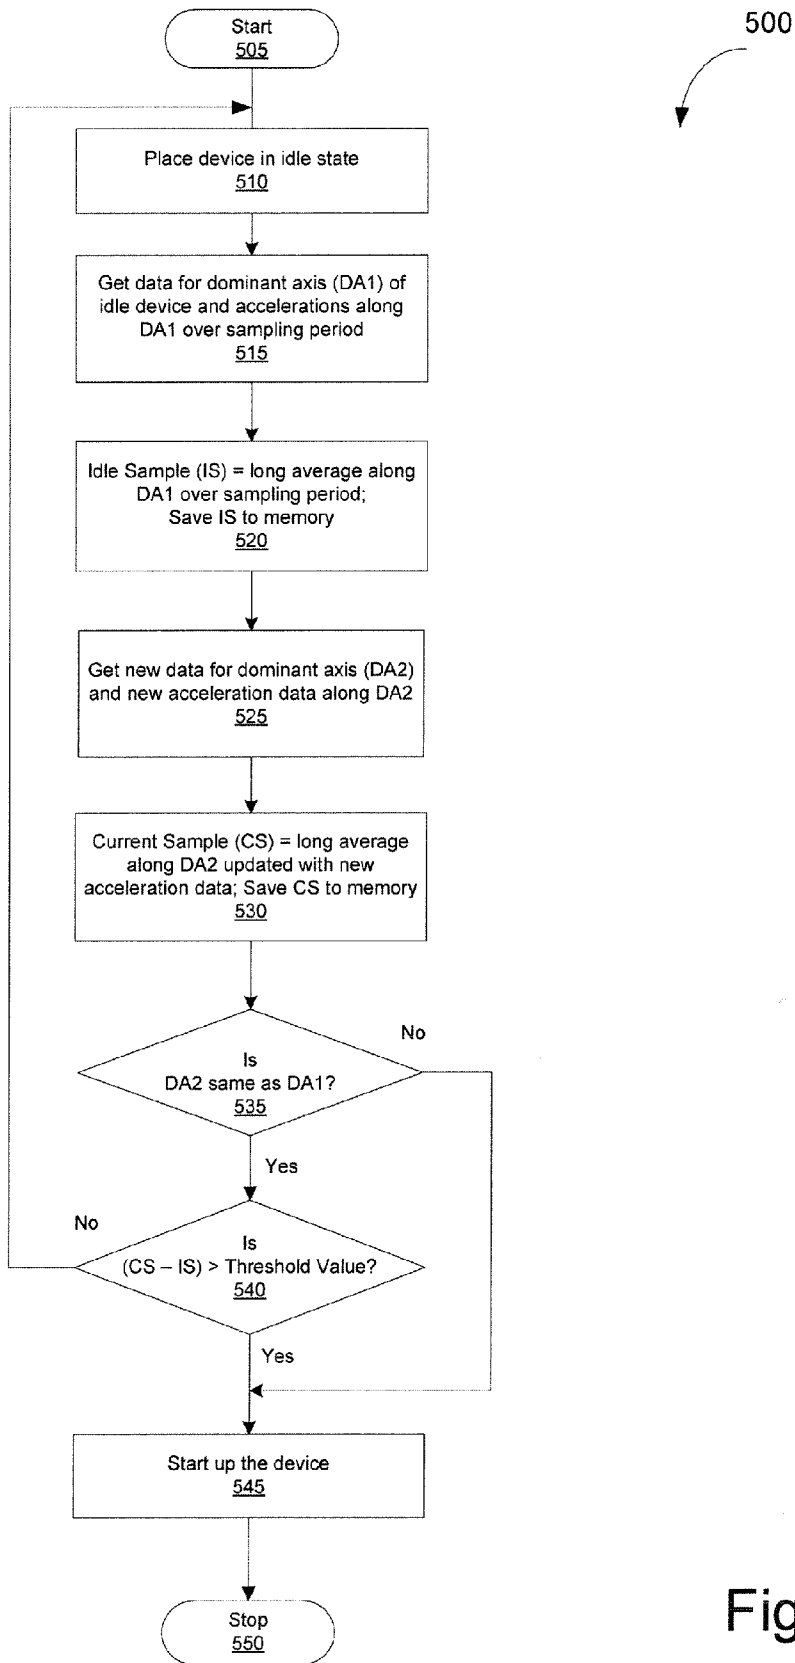 500
Start
505
Place device in idle state
510
Get data for dominant axis (DA1) of
idle device and accelerations along
DA1 over sampling period
515
Idle Sample (IS) = long average along
DA1 over sampling period;
Save IS to memory
520
Get new data for dominant axis (DA2)
and new acceleration data along DA2
525
Current Sample (CS) = long average
along DA2 updated with new
acceleration data; Save CS to memory
530
No
Is
DA2 same as DA1?
535
Yes
No
Is
(CS – IS) > Threshold Value?
540
Yes
Start up the device
545
Stop
550
Fig